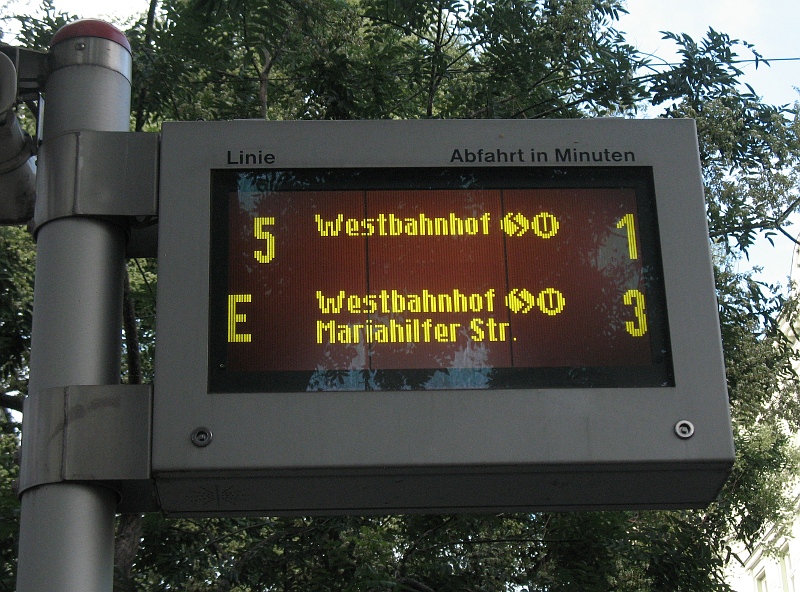 Linie Abfahrt in Minuten
5 Westbahnhof S U 1
E Westbahnhof S U 3
Mariahilfer Str.